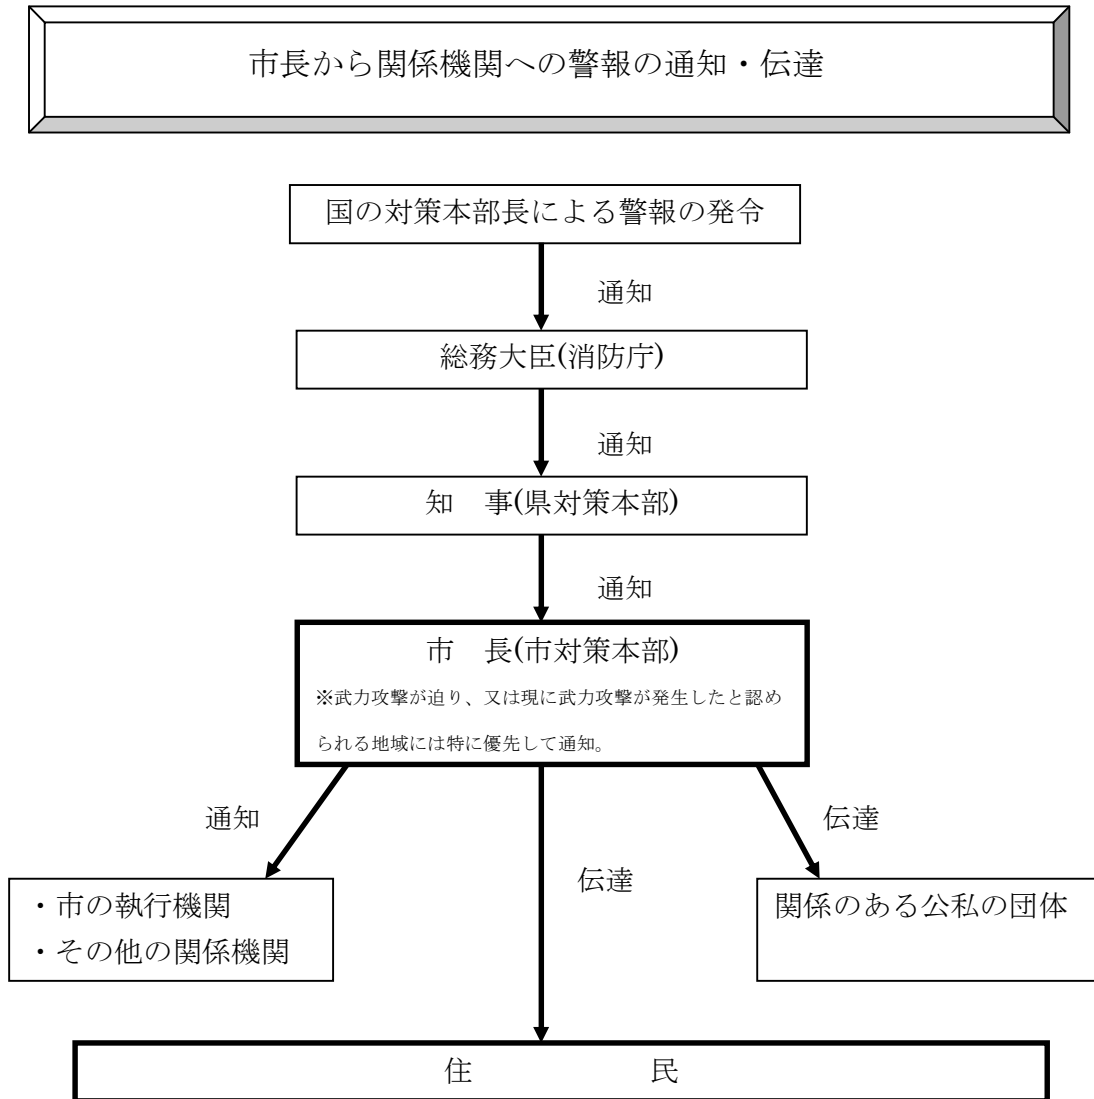 市長から関係機関への警報の通知・伝達
国の対策本部長による警報の発令
通知
総務大臣(消防庁)
通知
知　事(県対策本部)
通知
市　長(市対策本部)
※武力攻撃が迫り、又は現に武力攻撃が発生したと認め
られる地域には特に優先して通知。
通知
伝達
伝達
・市の執行機関
・その他の関係機関
関係のある公私の団体
住　　　　　　民